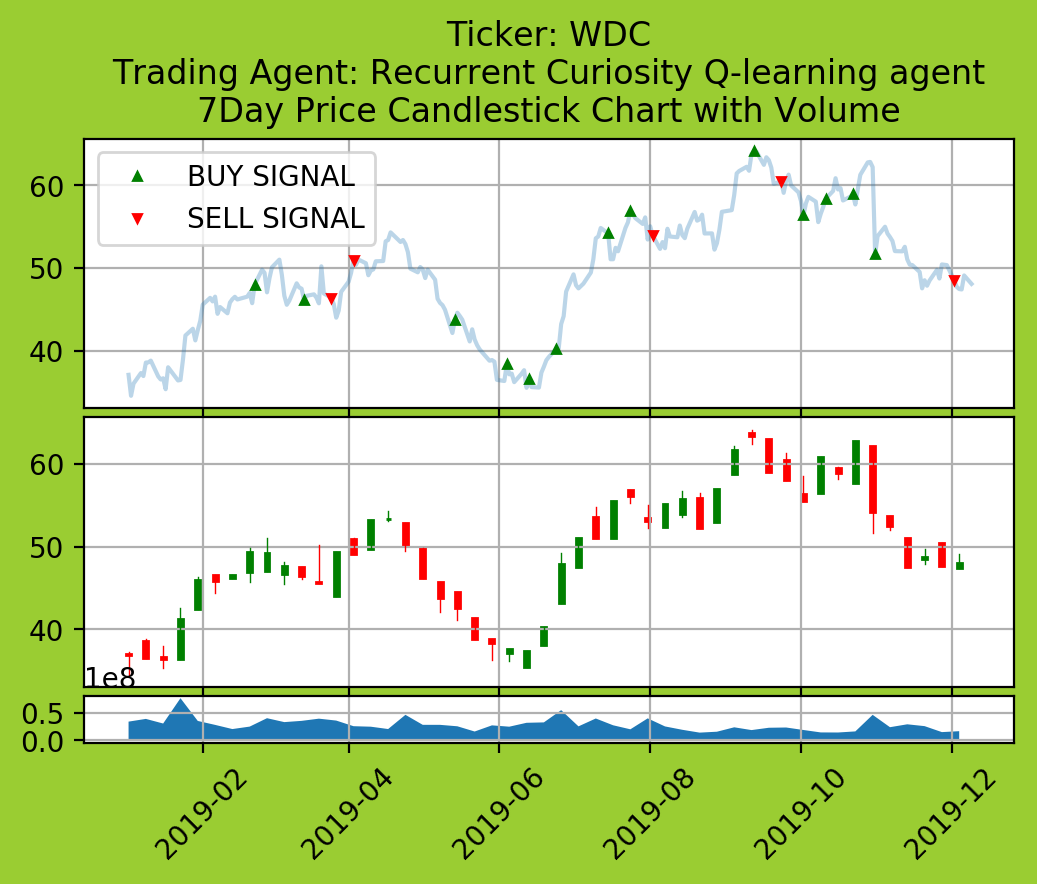 Ticker: WDC
Trading Agent: Recurrent Curiosity Q-learning agent
7Day Price Candlestick Chart with Volume
BUY SIGNAL
SELL SIGNAL
60
50
40
60
50
40
1e8
0.5
0.0
2019-02
2019-04
2019-06
2019-08
2019-10
2019-12